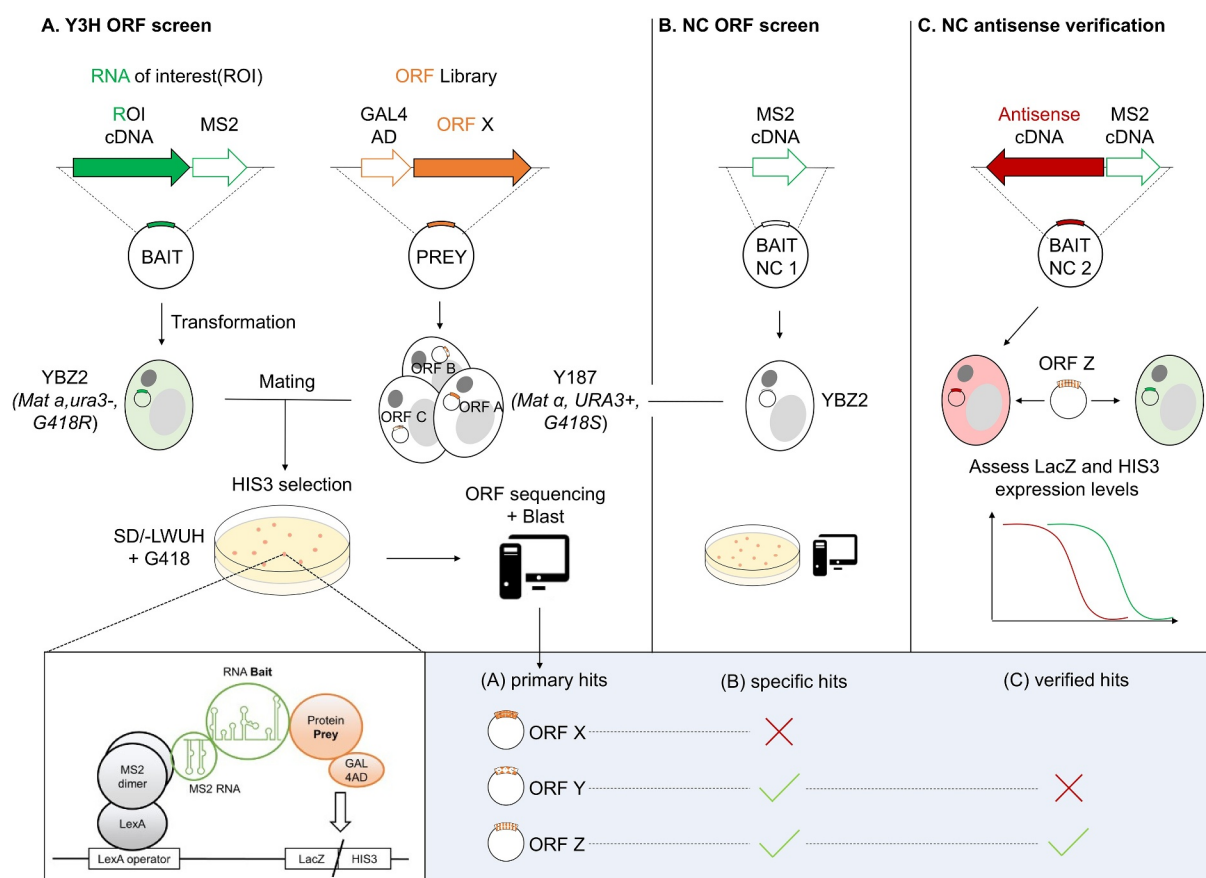 A. Y3H ORF screen
RNA of interest(ROI)
ORF Library
ROI
cDNA
MS2
GAL4
AD
ORF X
BAIT
PREY
Transformation
YBZ2
(Mat a,ura3-,
G418R)
Mating
ORF B
ORF A
ORF C
Y187
(Mat α, URA3+,
G418S)
HIS3 selection
SD/-LWUH
+ G418
ORF sequencing
+ Blast
B. NC ORF screen
MS2
cDNA
BAIT
NC 1
YBZ2
C. NC antisense verification
Antisense
cDNA
MS2
cDNA
BAIT
NC 2
ORF Z
Assess LacZ and HIS3
expression levels
RNA Bait
Protein
Prey
GAL
4AD
MS2
dimer
MS2 RNA
LexA
LexA operator
LacZ
HIS3
(A) primary hits
(B) specific hits
(C) verified hits
ORF X
ORF Y
ORF Z